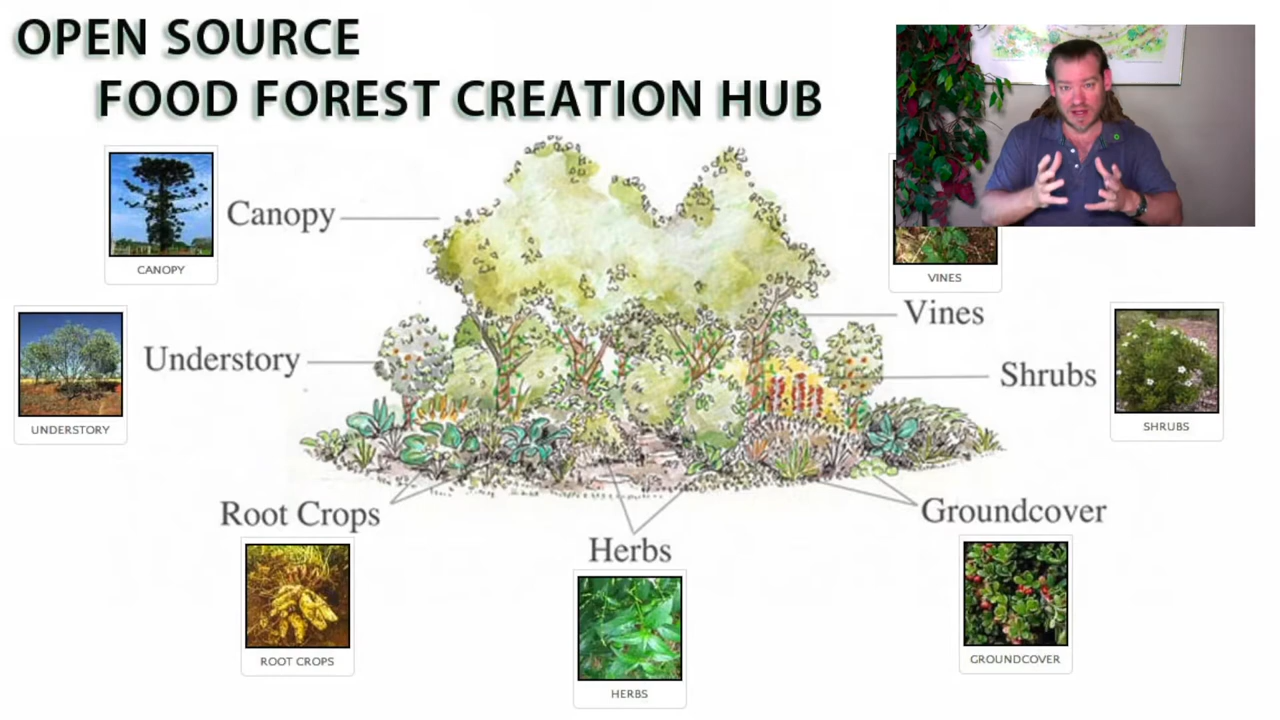 OPEN SOURCE
FOOD FOREST CREATION HUB
CANOPY
Canopy
VINES
Vines
UNDERSTORY
Understory
Shrubs
SHRUBS
Root Crops
ROOT CROPS
Herbs
HERBS
Groundcover
GROUNDCOVER